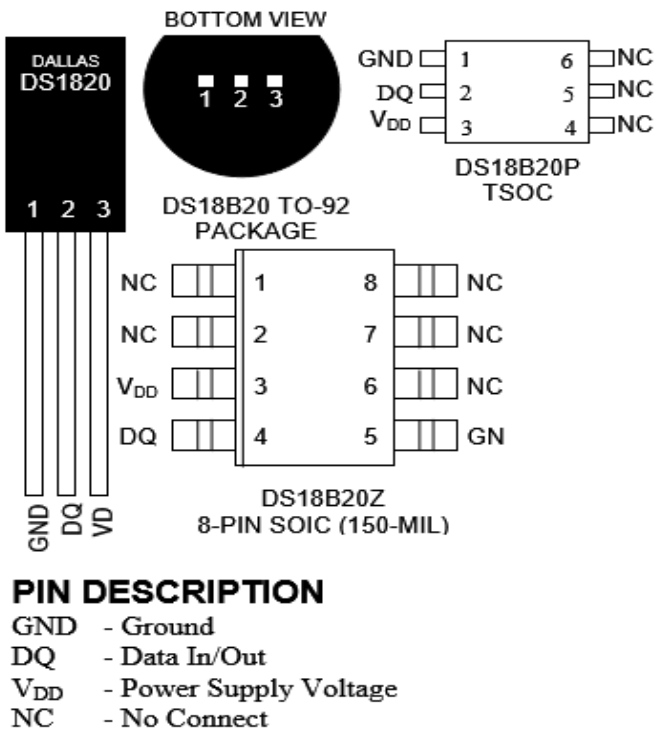 BOTTOM VIEW
DALLAS
DS1820
1 2 3
GND
DQ
VD
1 2 3
DS18B20 TO-92
PACKAGE
GND 1 6 NC
DQ 2 5 NC
VDD 3 4 NC
DS18B20P
TSOC
NC 1 8 NC
NC 2 7 NC
VDD 3 6 NC
DQ 4 5 GN
DS18B20Z
8-PIN SOIC (150-MIL)
PIN DESCRIPTION
GND - Ground
DQ - Data In/Out
VDD - Power Supply Voltage
NC - No Connect